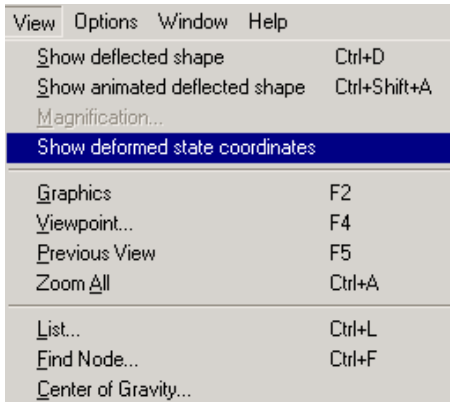 View Options Window Help
Show deflected shape Ctrl+D
Show animated deflected shape Ctrl+Shift+A
Magnification...
Show deformed state coordinates
Graphics F2
Viewpoint... F4
Previous View F5
Zoom All Ctrl+A
List... Ctrl+L
Find Node... Ctrl+F
Center of Gravity...